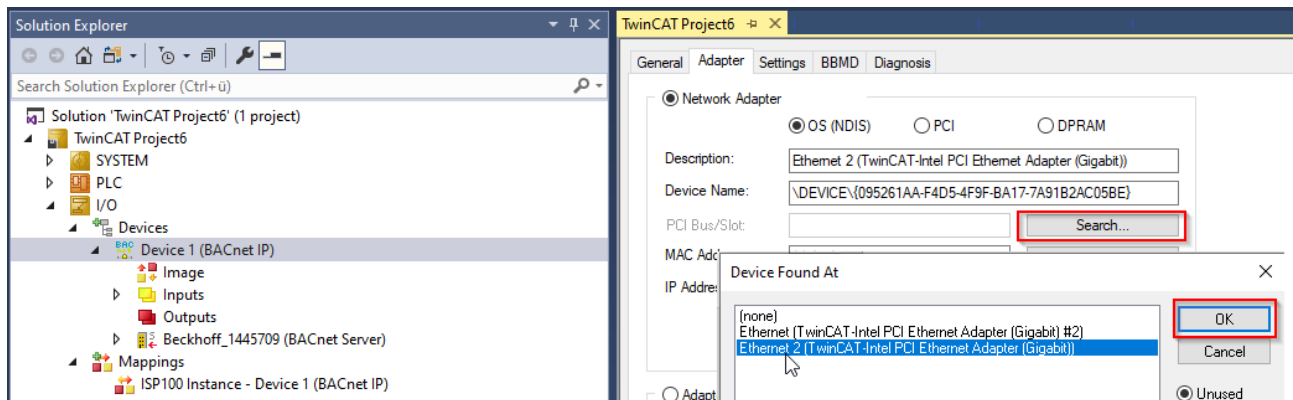 Solution Explorer
Search Solution Explorer (Ctrl+ü)
Solution 'TwinCAT Project6' (1 project)
TwinCAT Project6
SYSTEM
PLC
I/O
Devices
Device 1 (BACnet IP)
Image
Inputs
Outputs
Beckhoff_1445709 (BACnet Server)
Mappings
ISP100 Instance - Device 1 (BACnet IP)
TwinCAT Project6
General Adapter Settings BBMD Diagnosis
Network Adapter
OS (NDIS) PCI DPRAM
Description: Ethernet 2 (TwinCAT-Intel PCI Ethernet Adapter (Gigabit))
Device Name: \DEVICE\{095261AA-F4D5-4F9F-BA17-7A91B2AC05BE}
PCI Bus/Slot: Search...
MAC Add
IP Addre
Device Found At
(none)
Ethernet (TwinCAT-Intel PCI Ethernet Adapter (Gigabit) #2)
Ethernet 2 (TwinCAT-Intel PCI Ethernet Adapter (Gigabit))
OK
Cancel
Unused
Adapt